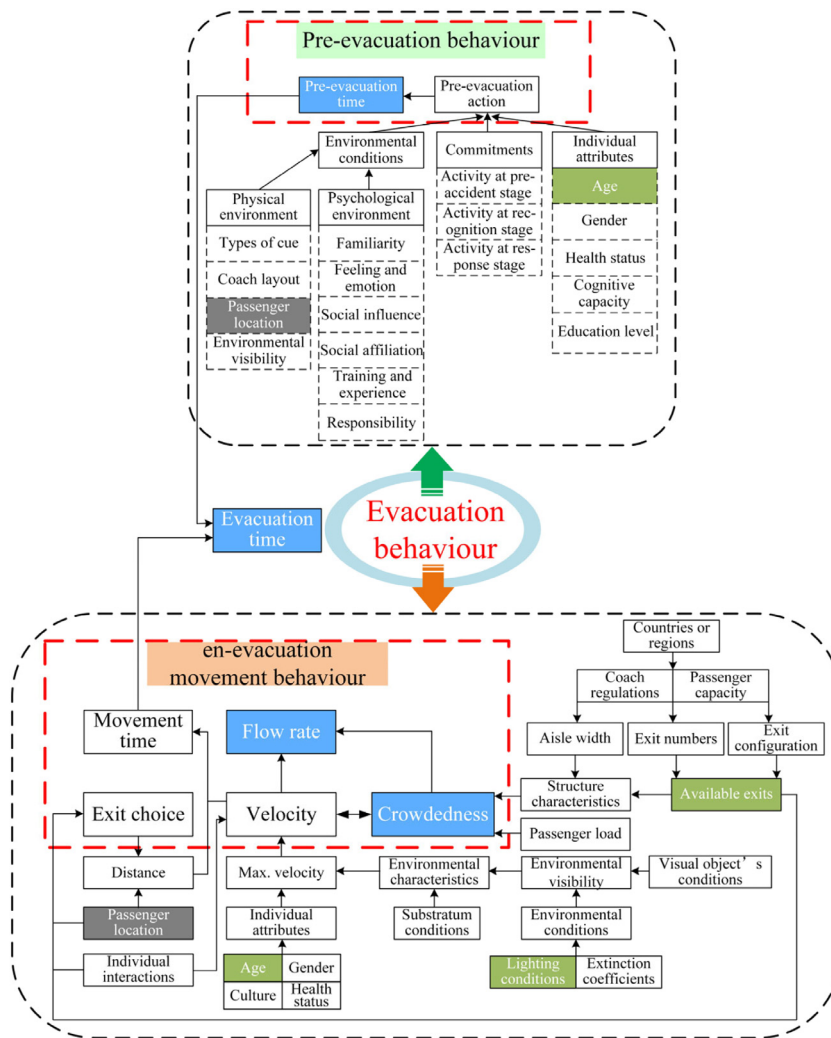 Pre-evacuation behaviour
Pre-evacuation
time
Pre-evacuation
action
Environmental
conditions
Commitments
Individual
attributes
Activity at pre-
accident stage
Age
Physical
environment
Psychological
environment
Activity at rec-
ognition stage
Gender
Types of cue
Familiarity
Activity at res-
ponse stage
Health status
Coach layout
Feeling and
emotion
Cognitive
capacity
Passenger
location
Social influence
Education level
Environmental
visibility
Social affiliation
Training and
experience
Responsibility
Evacuation
time
Evacuation
behaviour
en-evacuation
movement behaviour
Countries or
regions
Coach
regulations
Passenger
capacity
Movement
time
Flow rate
Aisle width
Exit numbers
Exit
configuration
Exit choice
Velocity
Crowdedness
Structure
characteristics
Available exits
Passenger load
Distance
Max. velocity
Environmental
characteristics
Environmental
visibility
Visual object’s
conditions
Passenger
location
Individual
attributes
Substratum
conditions
Environmental
conditions
Individual
interactions
Age
Gender
Culture
Health
status
Lighting
conditions
Extinction
coefficients